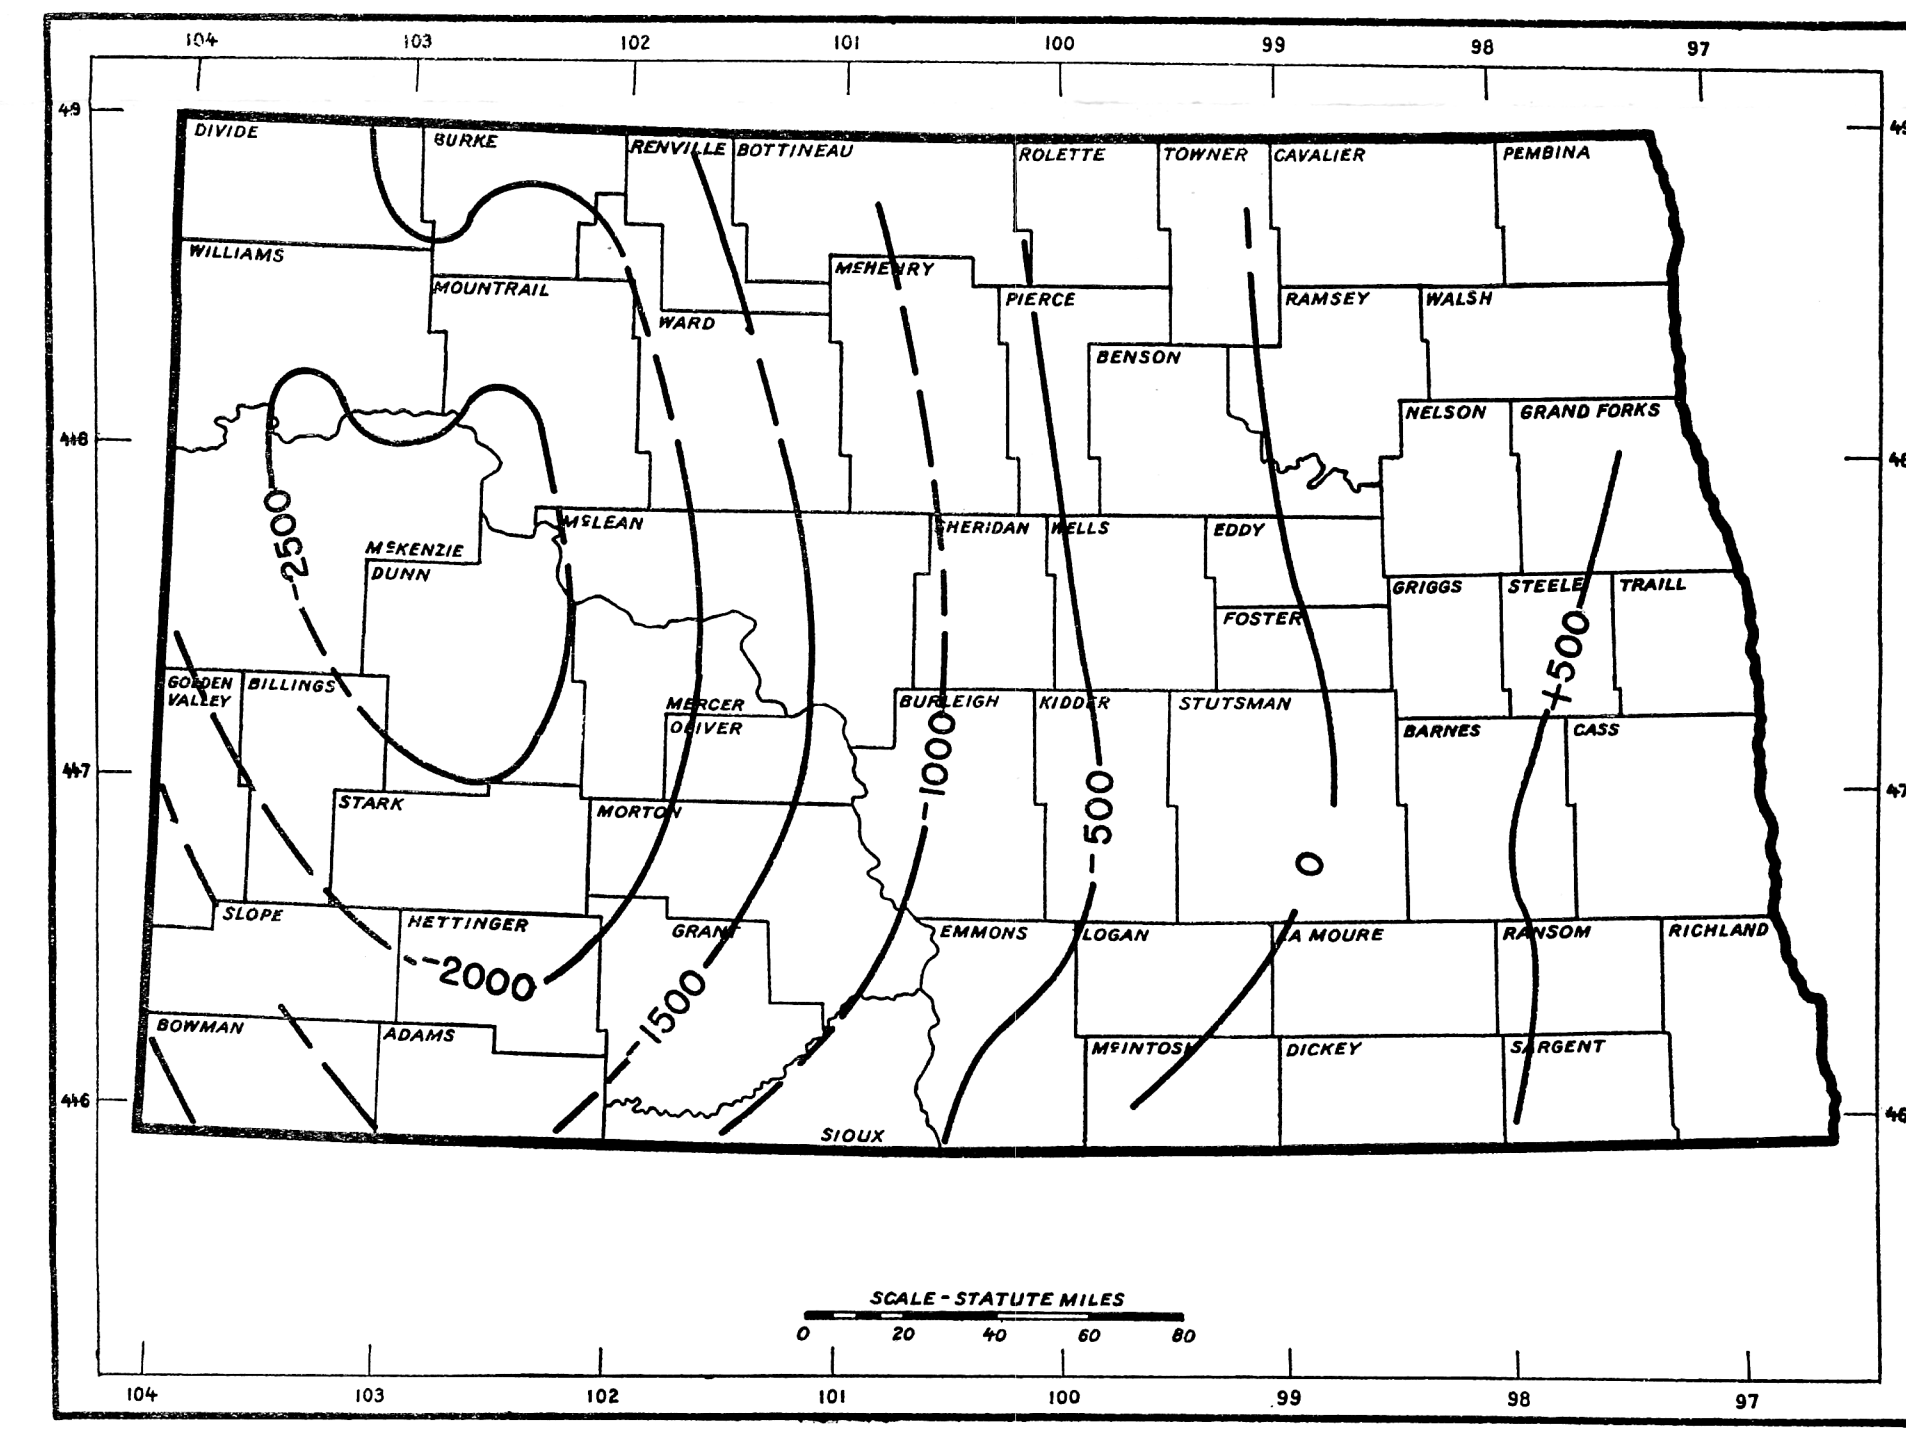 104 103 102 101 100 99 98 97
49
DIVIDE BURKE RENVILLE BOTTINEAU ROLETTE TOWNER CAVALIER PEMBINA
WILLIAMS MCHENRY
MOUNTRAIL PIERCE RAMSEY WALSH
WARD
BENSON
NELSON GRAND FORKS
48
-2500
MCLEAN SHERIDAN WELLS EDDY
MCKENZIE
DUNN GRIGGS STEELE TRAILL
FOSTER
+500
GOLDEN VALLEY BILLINGS
MERCER BURLEIGH KIDDER STUTSMAN
OLIVER BARNES CASS
1000
47 47
-500
STARK MORTON
0
SLOPE HETTINGER GRANT EMMONS LOGAN LA MOURE RANSOM RICHLAND
-2000
-1500
BOWMAN ADAMS MCINTOSH DICKEY SARGENT
46 46
SIOUX
SCALE - STATUTE MILES
0 20 40 60 80
104 103 102 101 100 99 98 97